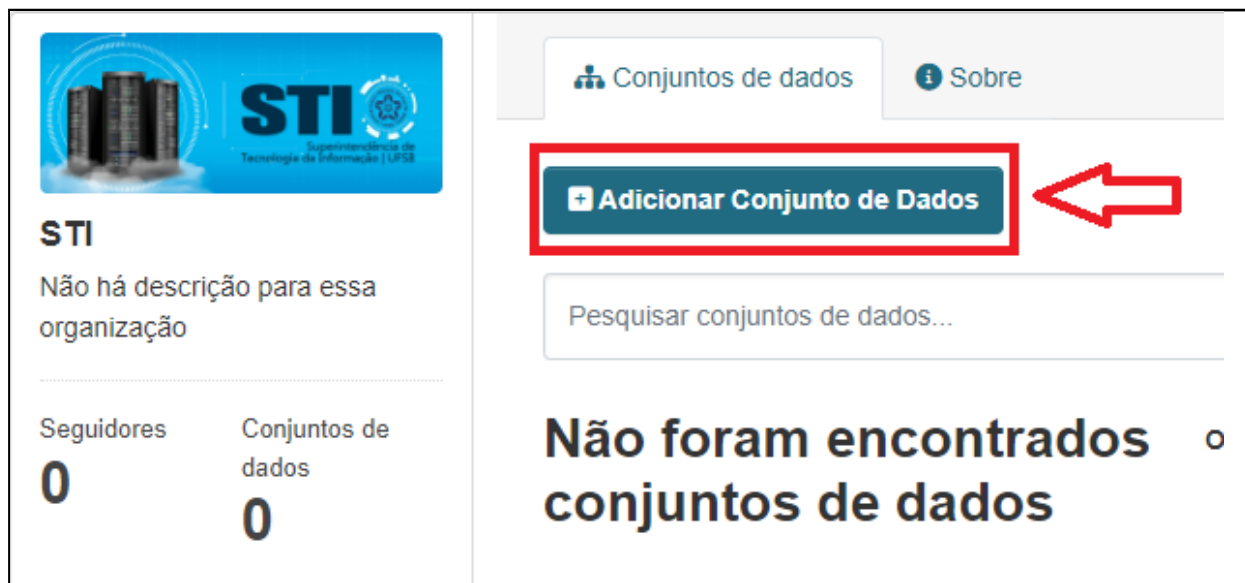 STI
Superintendência de
Tecnologia da Informação | UFSB
STI
Não há descrição para essa
organização
Seguidores
0
Conjuntos de
dados
0
Conjuntos de dados
Sobre
Adicionar Conjunto de Dados
Pesquisar conjuntos de dados...
Não foram encontrados
conjuntos de dados